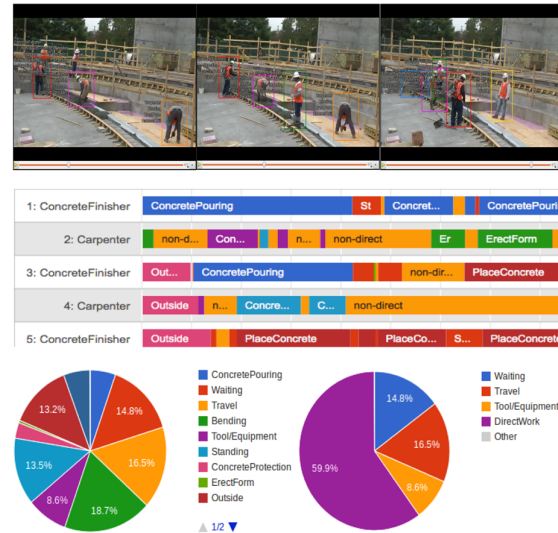 1: ConcreteFinisher ConcretePouring St Concret... ConcretePouri
2: Carpenter non-d... Con... n... non-direct Er ErectForm
3: ConcreteFinisher Out... ConcretePouring non-dir... PlaceConcrete
4: Carpenter Outside n... Concre... C... non-direct
5: ConcreteFinisher Outside PlaceConcrete PlaceCo... S... PlaceConcrete
ConcretePouring
Waiting
Travel
Bending
Tool/Equipment
Standing
ConcreteProtection
ErectForm
Outside
1/2
13.2%
14.8%
16.5%
18.7%
8.6%
13.5%
Waiting
Travel
Tool/Equipment
DirectWork
Other
14.8%
16.5%
8.6%
59.9%